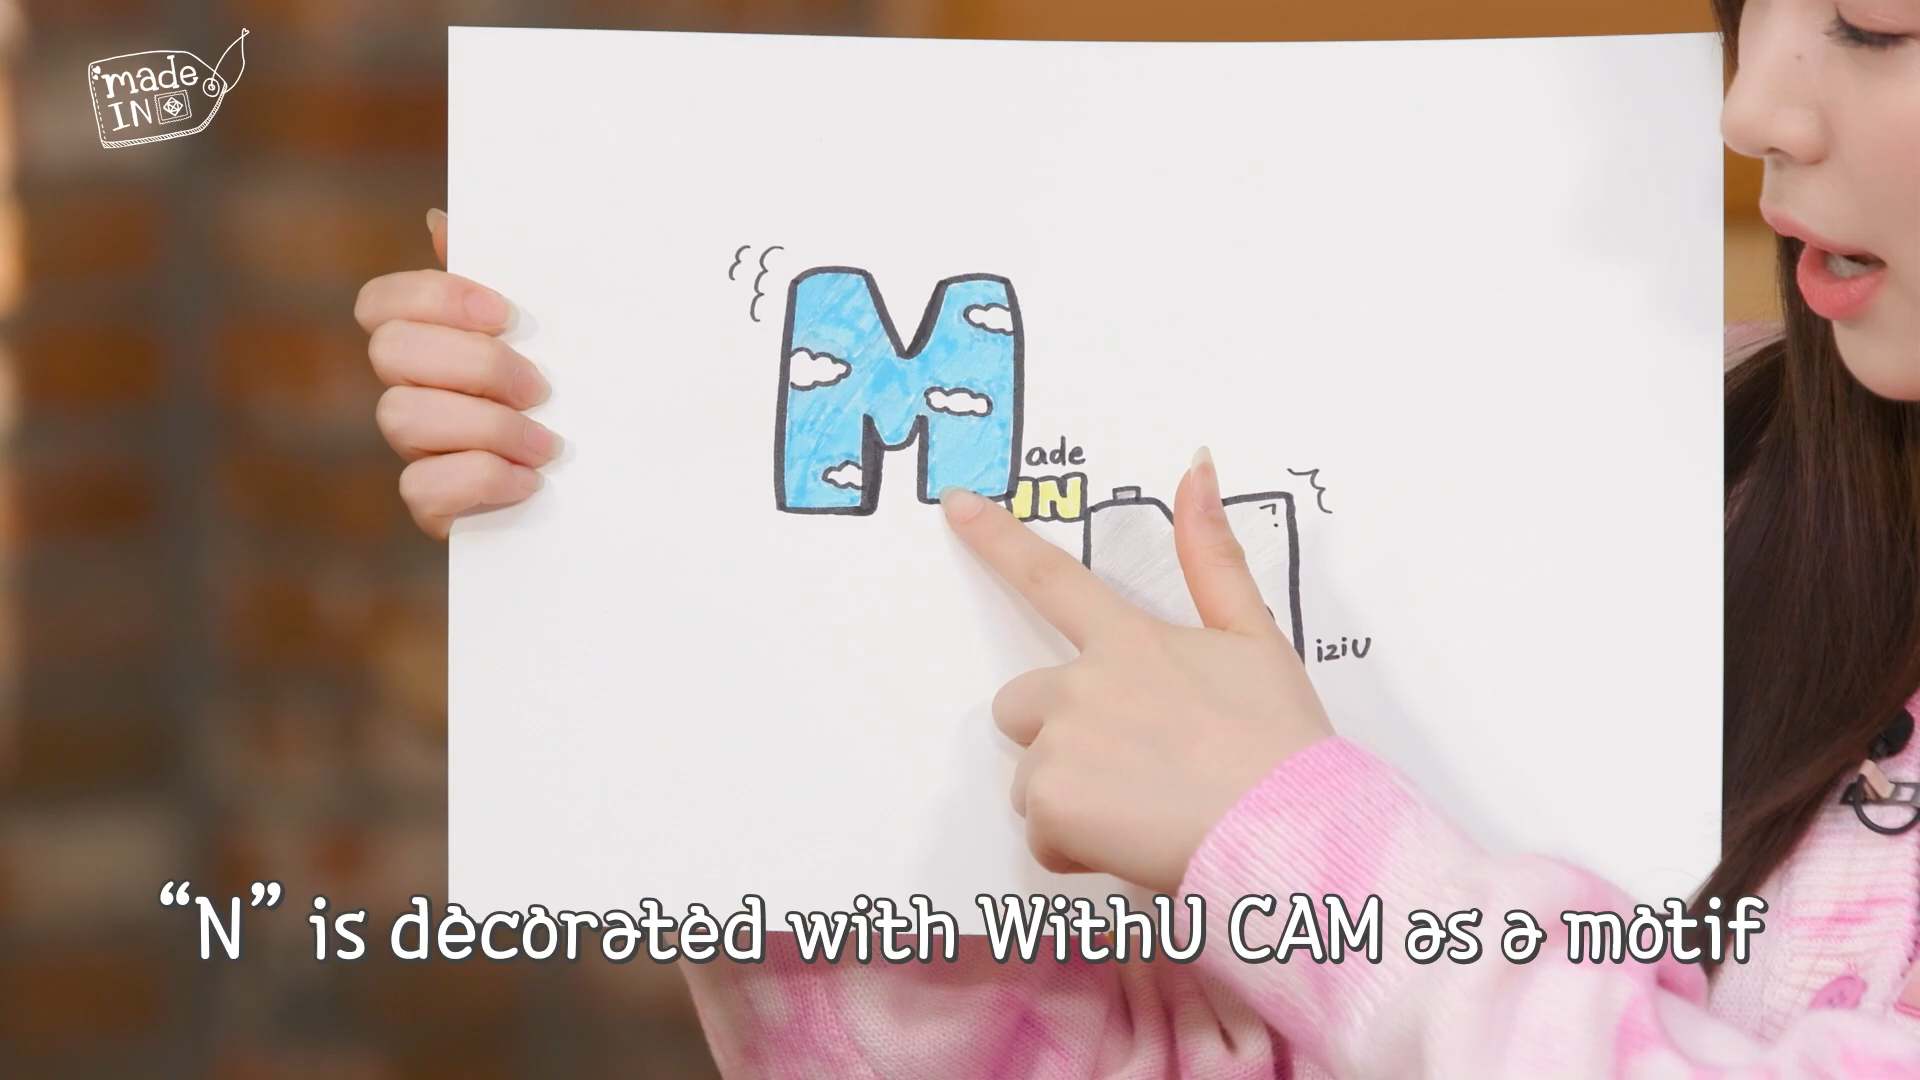 made
IN
M
ade
IN
N
iziU
“N” is decorated with WithU CAM as a motif